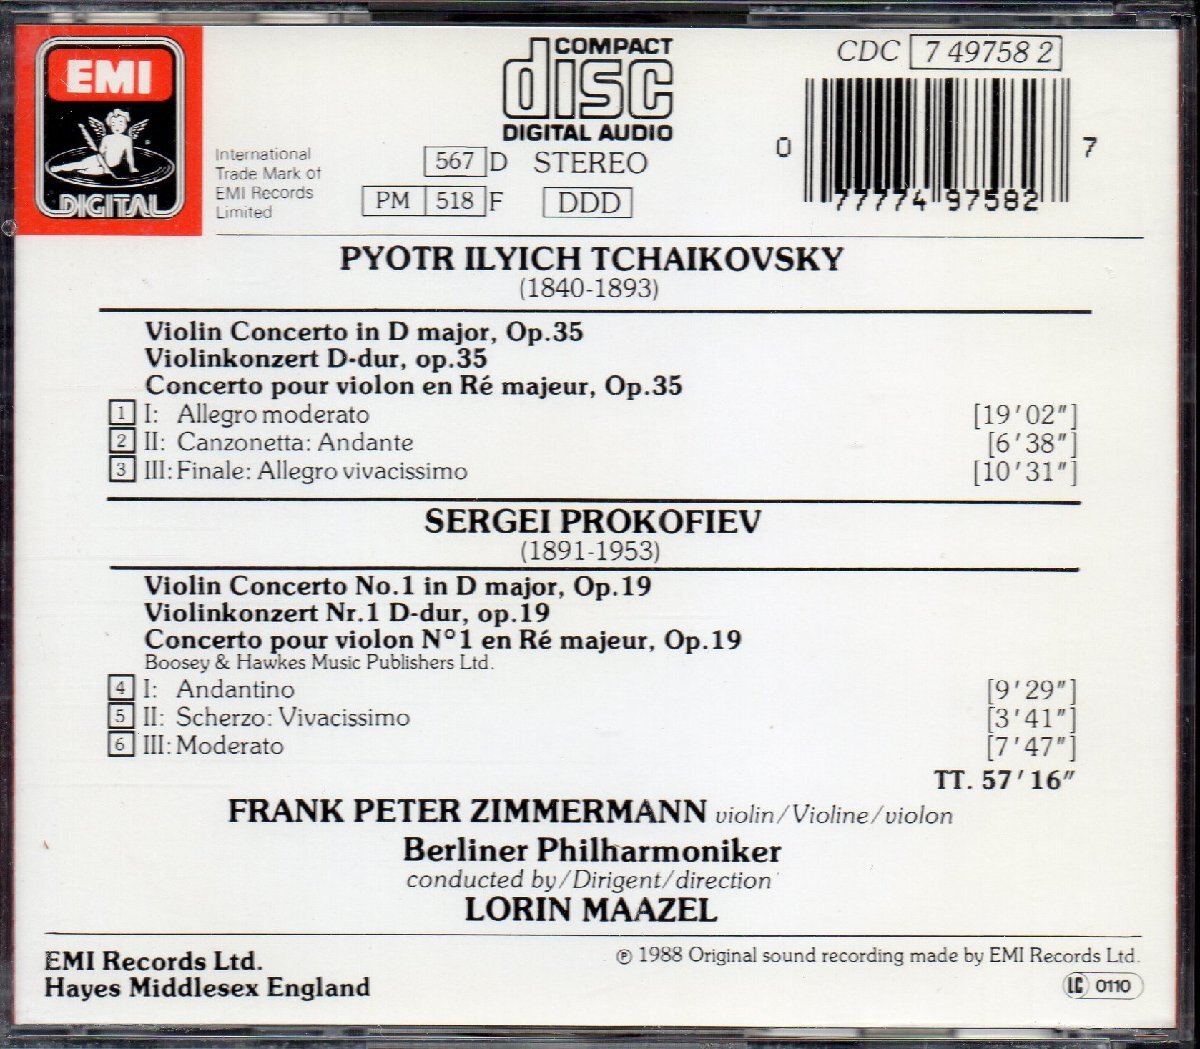 EMI
DIGITAL
International
Trade Mark of
EMI Records
Limited
COMPACT
disc
DIGITAL AUDIO
567 D STEREO
PM 518 F DDD
CDC 7 49758 2
0 77774 97582 7
PYOTR ILYICH TCHAIKOVSKY
(1840-1893)
Violin Concerto in D major, Op.35
Violinkonzert D-dur, op.35
Concerto pour violon en Ré majeur, Op.35
1 I: Allegro moderato [19'02"]
2 II: Canzonetta: Andante [6'38"]
3 III: Finale: Allegro vivacissimo [10'31"]
SERGEI PROKOFIEV
(1891-1953)
Violin Concerto No.1 in D major, Op.19
Violinkonzert Nr.1 D-dur, op.19
Concerto pour violon N°1 en Ré majeur, Op.19
Boosey & Hawkes Music Publishers Ltd.
4 I: Andantino [9'29"]
5 II: Scherzo: Vivacissimo [3'41"]
6 III: Moderato [7'47"]
TT. 57'16"
FRANK PETER ZIMMERMANN violin/Violine/violon
Berliner Philharmoniker
conducted by/Dirigent/direction
LORIN MAAZEL
EMI Records Ltd.
Hayes Middlesex England
℗ 1988 Original sound recording made by EMI Records Ltd.
LC 0110